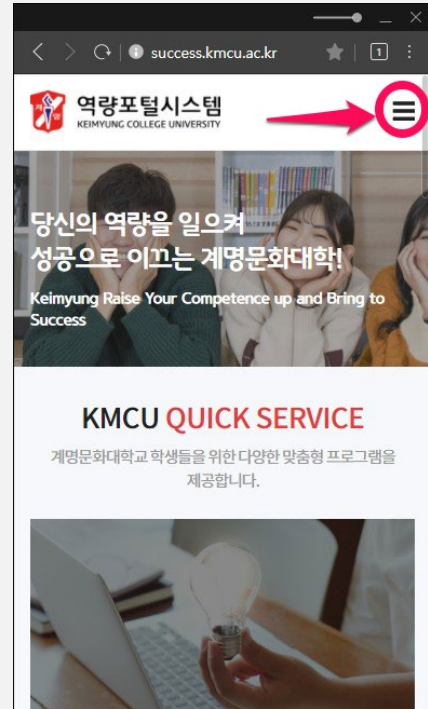 success.kmcu.ac.kr
1
계명
역량포털시스템
KEIMYUNG COLLEGE UNIVERSITY
당신의 역량을 일으켜
성공으로 이끄는 계명문화대학!
Keimyung Raise Your Competence up and Bring to
Success
KMCU QUICK SERVICE
계명문화대학교 학생들을 위한 다양한 맞춤형 프로그램을
제공합니다.